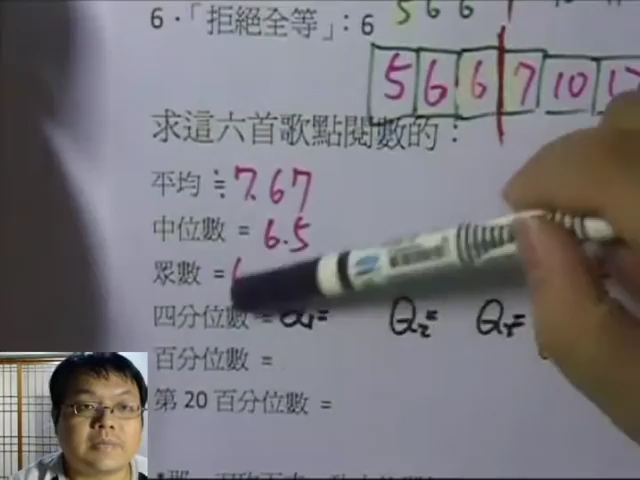 6．「拒絕全等」：6 5 6 6
5 6 6 7 10
求這六首歌點閱數的：
平均 ≒ 7.67
中位數 = 6.5
眾數 =
四分位數 = Q₁= Q₂= Q₃=
百分位數 =
第 20 百分位數 =